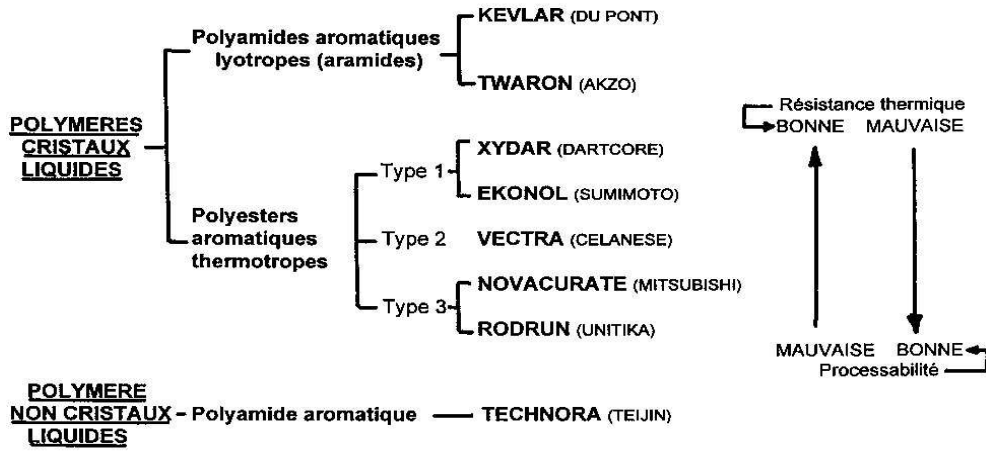 KEVLAR (DU PONT)
Polyamides aromatiques
lyotropes (aramides)
TWARON (AKZO)
POLYMERES
CRISTAUX
LIQUIDES
Résistance thermique
BONNE MAUVAISE
XYDAR (DARTCORE)
Type 1
EKONOL (SUMIMOTO)
Polyesters
aromatiques
thermotropes
Type 2 VECTRA (CELANESE)
NOVACURATE (MITSUBISHI)
Type 3
RODRUN (UNITIKA)
MAUVAISE BONNE
Processabilité
POLYMERE
NON CRISTAUX
LIQUIDES
Polyamide aromatique
TECHNORA (TEIJIN)